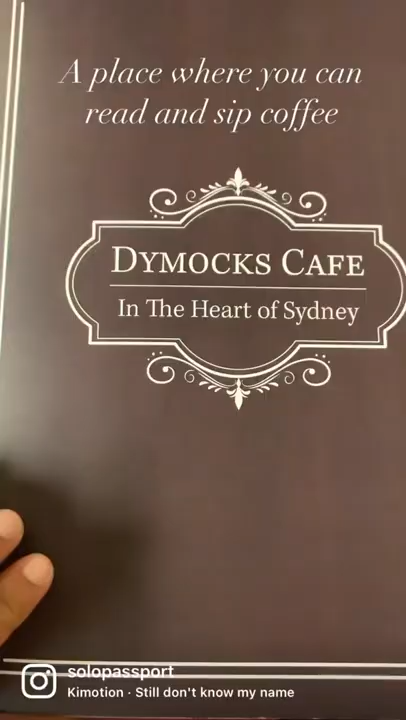 A place where you can
read and sip coffee
DYMOCKS CAFE
In The Heart of Sydney
solopassport
Kimotion · Still don't know my name